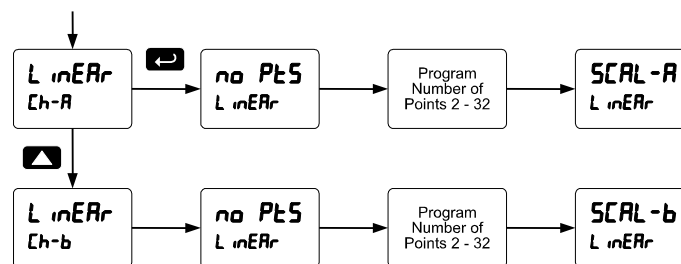 LinEAr
Ch-A
no PtS
LinEAr
Program
Number of
Points 2 - 32
SCAL-A
LinEAr
LinEAr
Ch-b
no PtS
LinEAr
Program
Number of
Points 2 - 32
SCAL-b
LinEAr